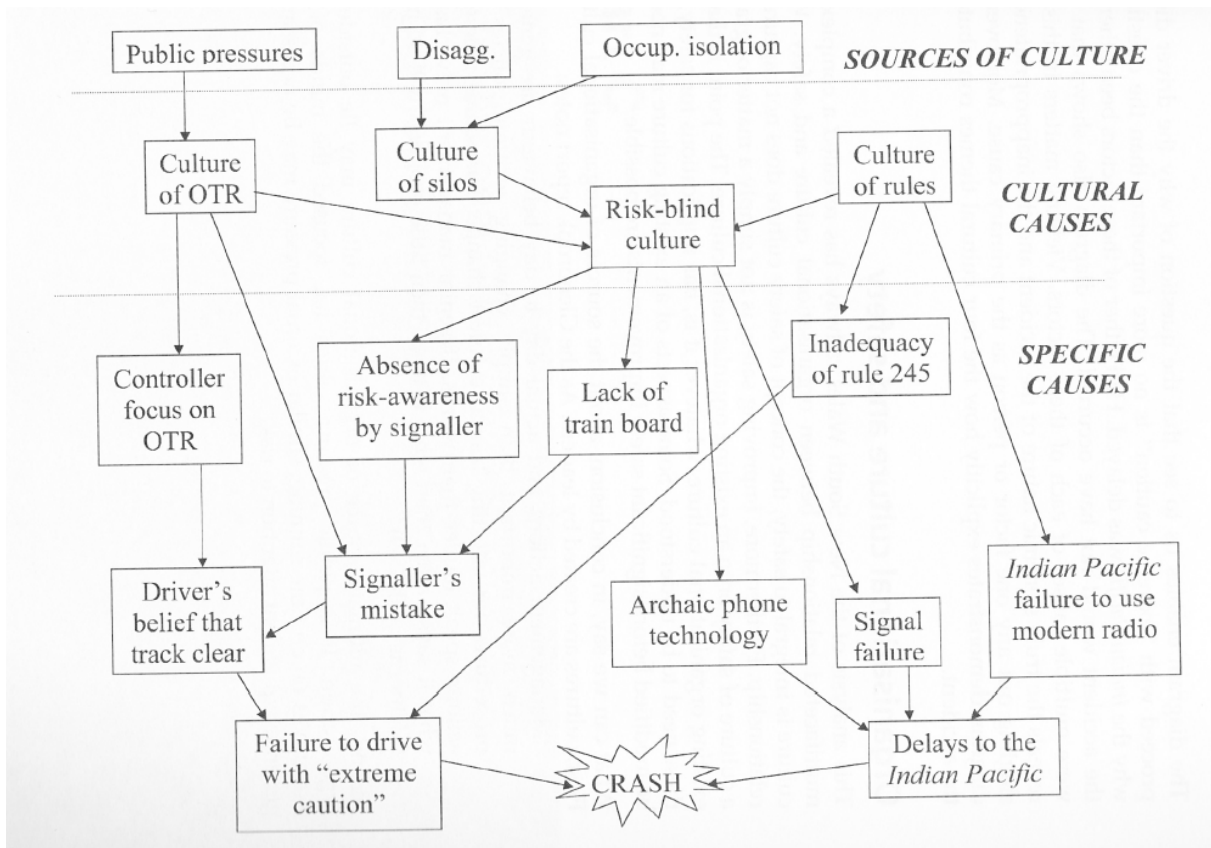 Public pressures
Disagg.
Occup. isolation
SOURCES OF CULTURE
Culture
of OTR
Culture
of silos
Risk-blind
culture
Culture
of rules
CULTURAL
CAUSES
Controller
focus on
OTR
Absence of
risk-awareness
by signaller
Lack of
train board
Inadequacy
of rule 245
SPECIFIC
CAUSES
Driver's
belief that
track clear
Signaller's
mistake
Archaic phone
technology
Signal
failure
Indian Pacific
failure to use
modern radio
Failure to drive
with “extreme
caution”
CRASH
Delays to the
Indian Pacific